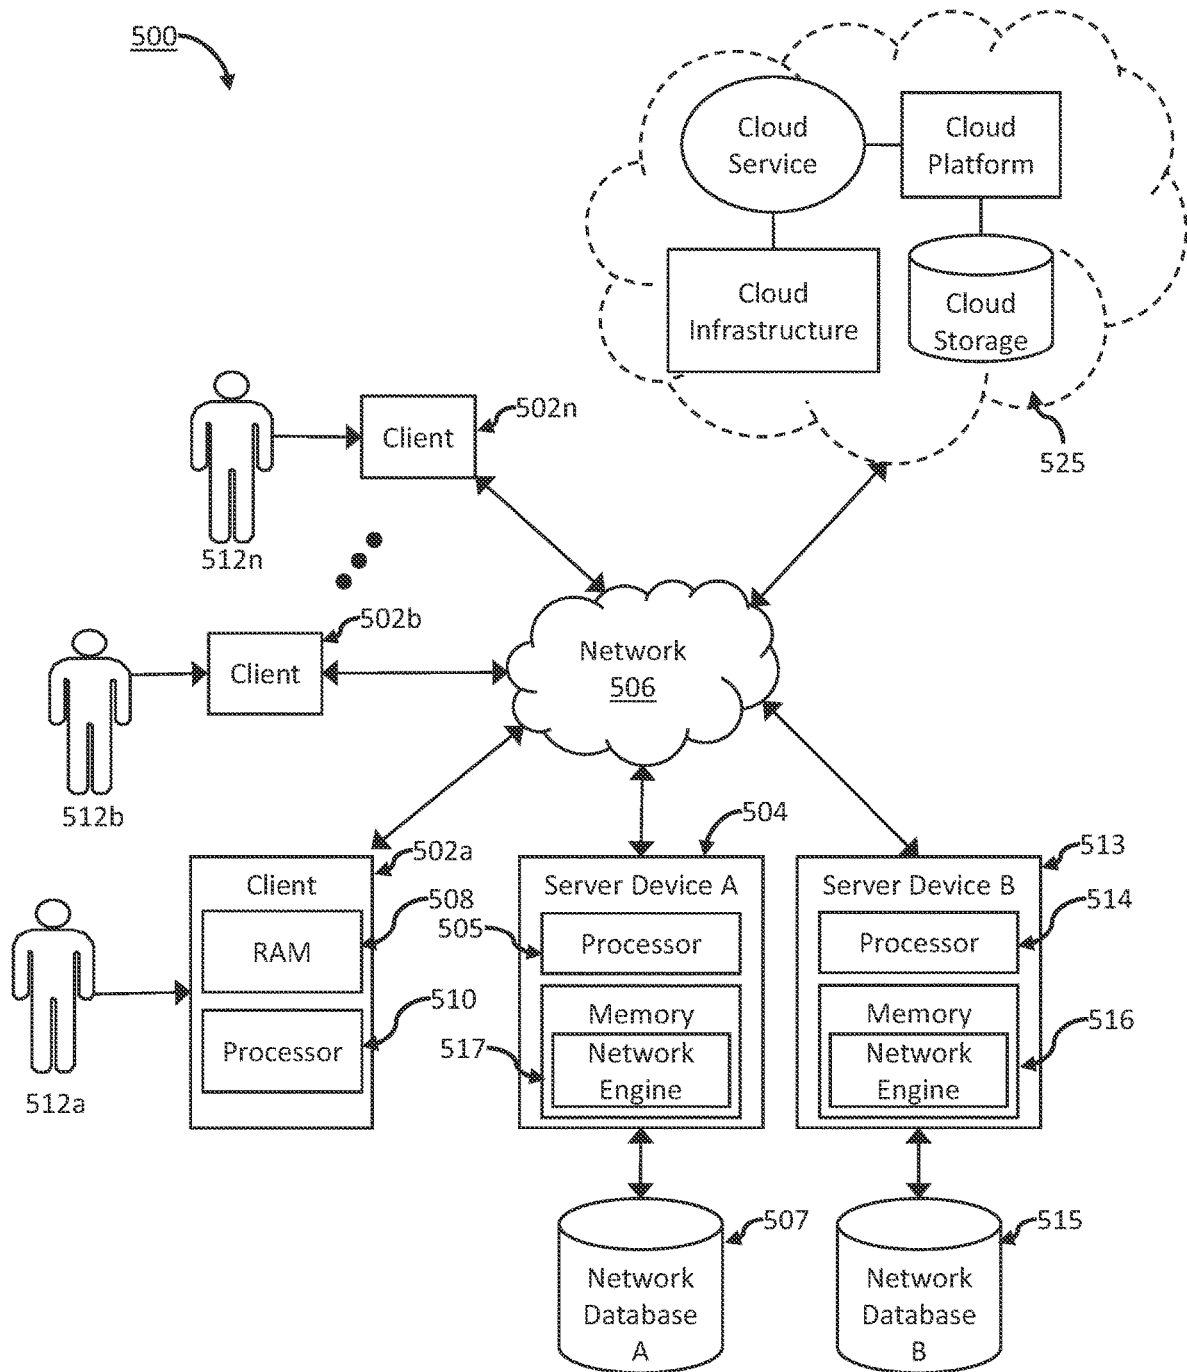 500
Cloud
Service
Cloud
Platform
Cloud
Infrastructure
Cloud
Storage
525
Client
502n
512n
502b
Client
512b
Network
506
502a
Client
508
RAM
510
Processor
512a
504
Server Device A
505
Processor
Memory
517
Network
Engine
513
Server Device B
514
Processor
Memory
516
Network
Engine
507
Network
Database
A
515
Network
Database
B